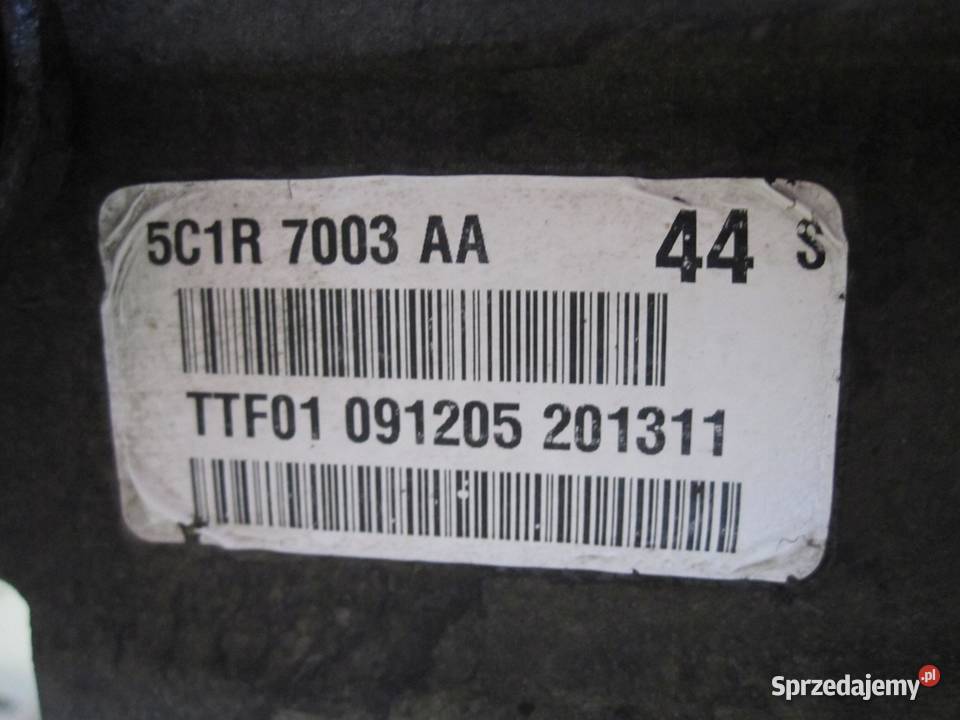 5C1R 7003 AA 44 S
TTF01 091205 201311
Sprzedajemy.pl